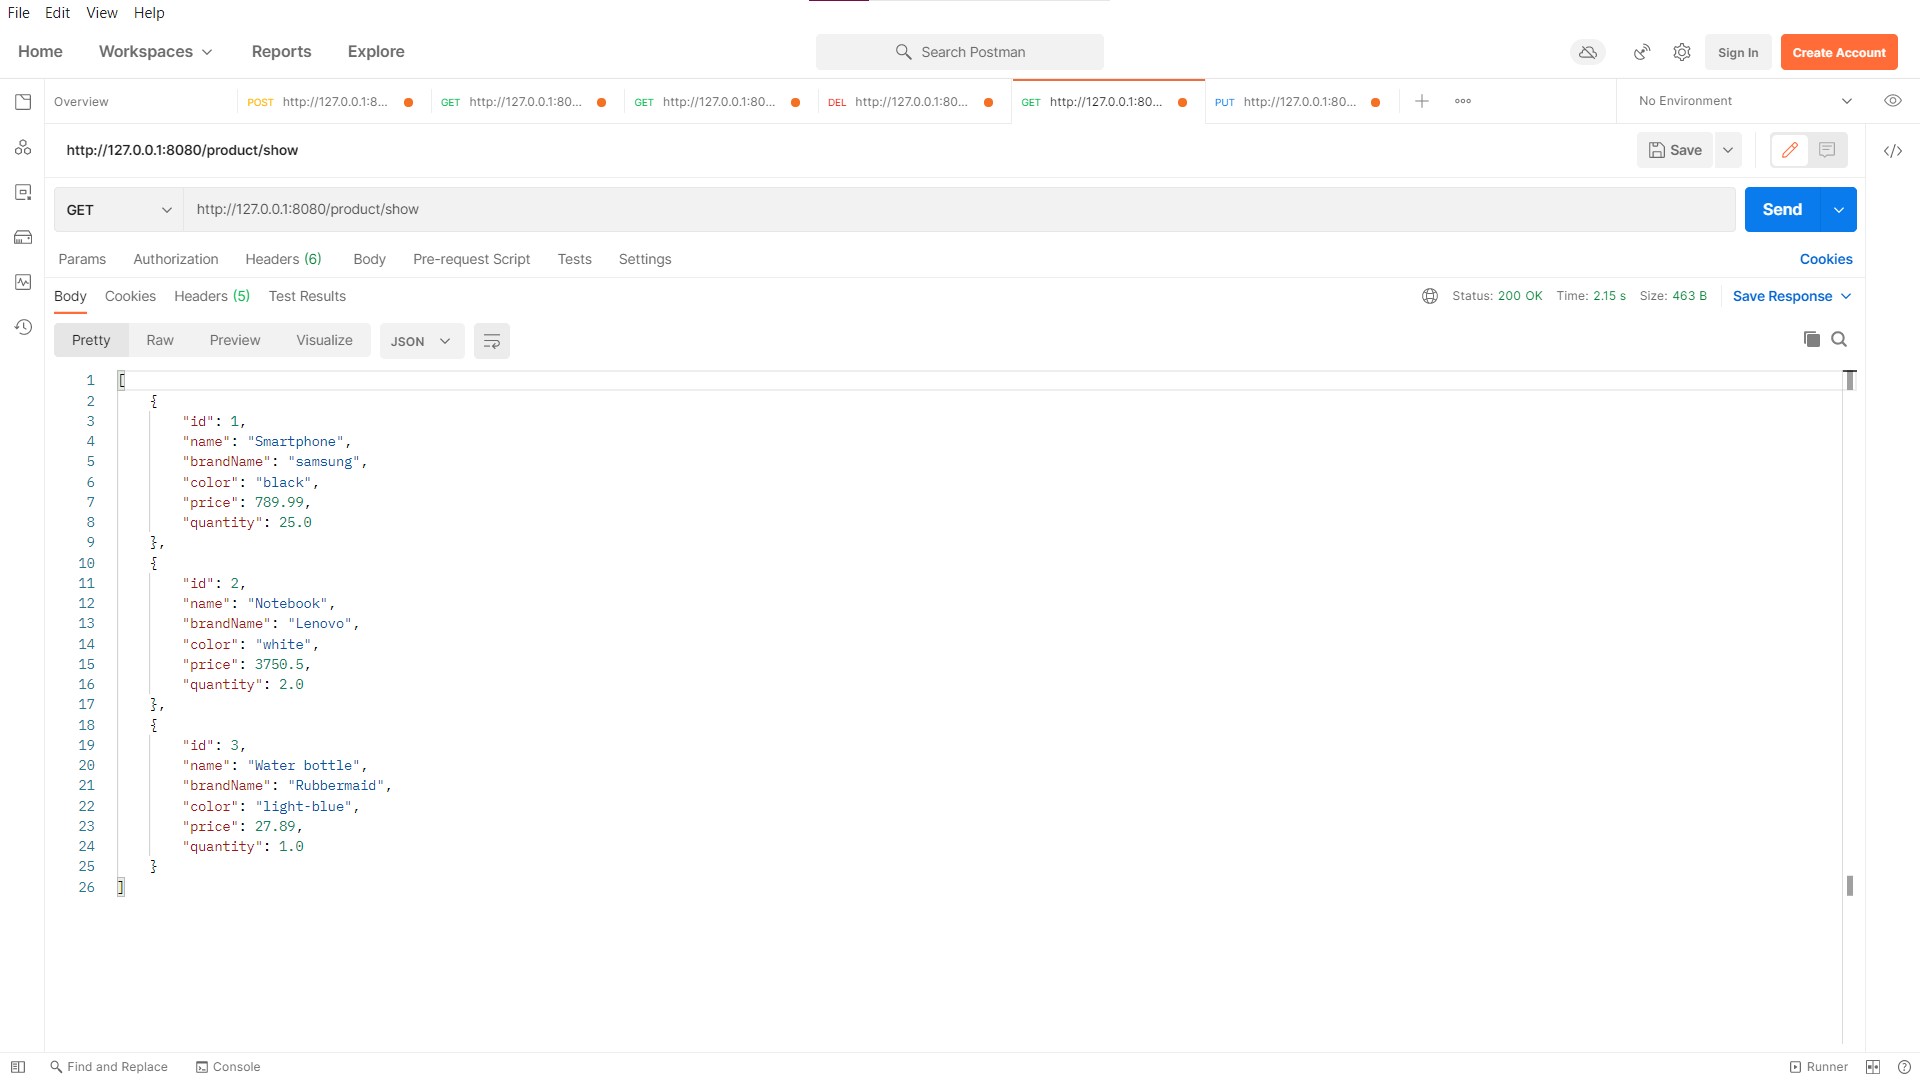 File Edit View Help
Home Workspaces Reports Explore Search Postman Sign In Create Account
Overview POST http://127.0.0.1:8... GET http://127.0.0.1:80... GET http://127.0.0.1:80... DEL http://127.0.0.1:80... GET http://127.0.0.1:80... PUT http://127.0.0.1:80... No Environment
http://127.0.0.1:8080/product/show Save
GET http://127.0.0.1:8080/product/show Send
Params Authorization Headers (6) Body Pre-request Script Tests Settings Cookies
Body Cookies Headers (5) Test Results Status: 200 OK Time: 2.15 s Size: 463 B Save Response
Pretty Raw Preview Visualize JSON
1 [
2 {
3 "id": 1,
4 "name": "Smartphone",
5 "brandName": "samsung",
6 "color": "black",
7 "price": 789.99,
8 "quantity": 25.0
9 },
10 {
11 "id": 2,
12 "name": "Notebook",
13 "brandName": "Lenovo",
14 "color": "white",
15 "price": 3750.5,
16 "quantity": 2.0
17 },
18 {
19 "id": 3,
20 "name": "Water bottle",
21 "brandName": "Rubbermaid",
22 "color": "light-blue",
23 "price": 27.89,
24 "quantity": 1.0
25 }
26 ]
Find and Replace Console Runner